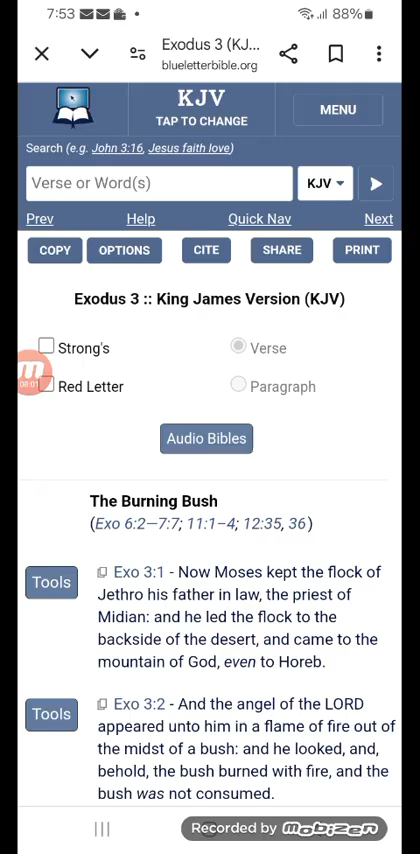 7:53 88%
Exodus 3 (KJ...
blueletterbible.org
KJV
TAP TO CHANGE
MENU
Search (e.g. John 3:16, Jesus faith love)
Verse or Word(s) KJV
Prev Help Quick Nav Next
COPY OPTIONS CITE SHARE PRINT
Exodus 3 :: King James Version (KJV)
Strong's Verse
Red Letter Paragraph
08:01
Audio Bibles
The Burning Bush
(Exo 6:2–7:7; 11:1–4; 12:35, 36)
Tools
Exo 3:1 - Now Moses kept the flock of
Jethro his father in law, the priest of
Midian: and he led the flock to the
backside of the desert, and came to the
mountain of God, even to Horeb.
Tools
Exo 3:2 - And the angel of the LORD
appeared unto him in a flame of fire out of
the midst of a bush: and he looked, and,
behold, the bush burned with fire, and the
bush was not consumed.
Recorded by mobizen